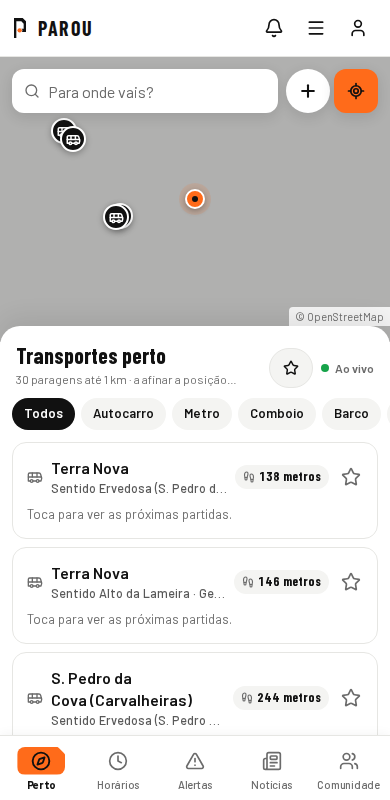 PAROU
Para onde vais?
© OpenStreetMap
Transportes perto
30 paragens até 1 km · a afinar a posição...
Ao vivo
Todos
Autocarro
Metro
Comboio
Barco
Terra Nova
Sentido Ervedosa (S. Pedro d...
138 metros
Toca para ver as próximas partidas.
Terra Nova
Sentido Alto da Lameira · Ge...
146 metros
Toca para ver as próximas partidas.
S. Pedro da
Cova (Carvalheiras)
Sentido Ervedosa (S. Pedro ...
244 metros
Perto
Horários
Alertas
Notícias
Comunidade